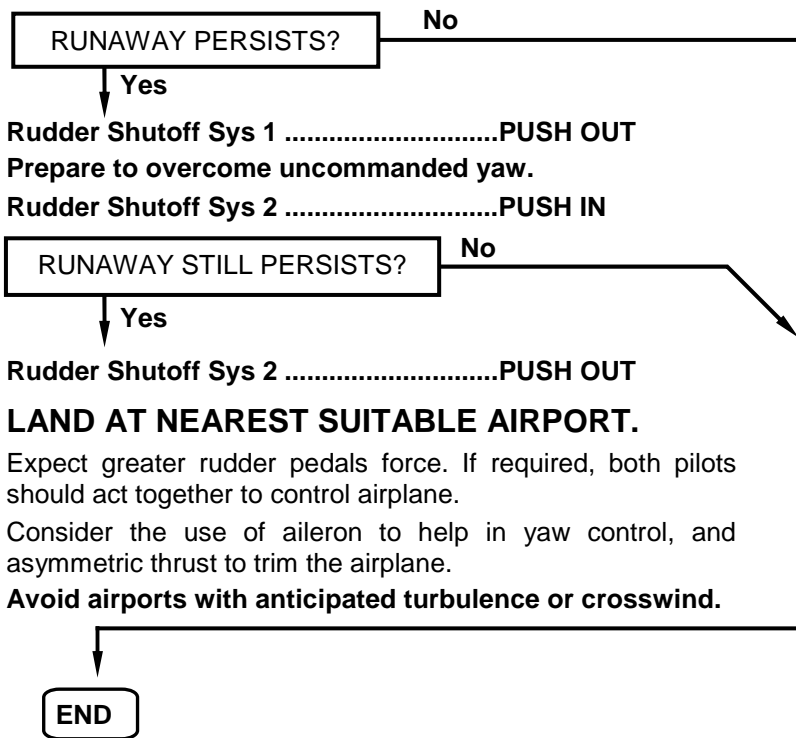 No
RUNAWAY PERSISTS?
Yes
Rudder Shutoff Sys 1 .............................PUSH OUT
Prepare to overcome uncommanded yaw.
Rudder Shutoff Sys 2 .............................PUSH IN
No
RUNAWAY STILL PERSISTS?
Yes
Rudder Shutoff Sys 2 .............................PUSH OUT
LAND AT NEAREST SUITABLE AIRPORT.
Expect greater rudder pedals force. If required, both pilots
should act together to control airplane.
Consider the use of aileron to help in yaw control, and
asymmetric thrust to trim the airplane.
Avoid airports with anticipated turbulence or crosswind.
END